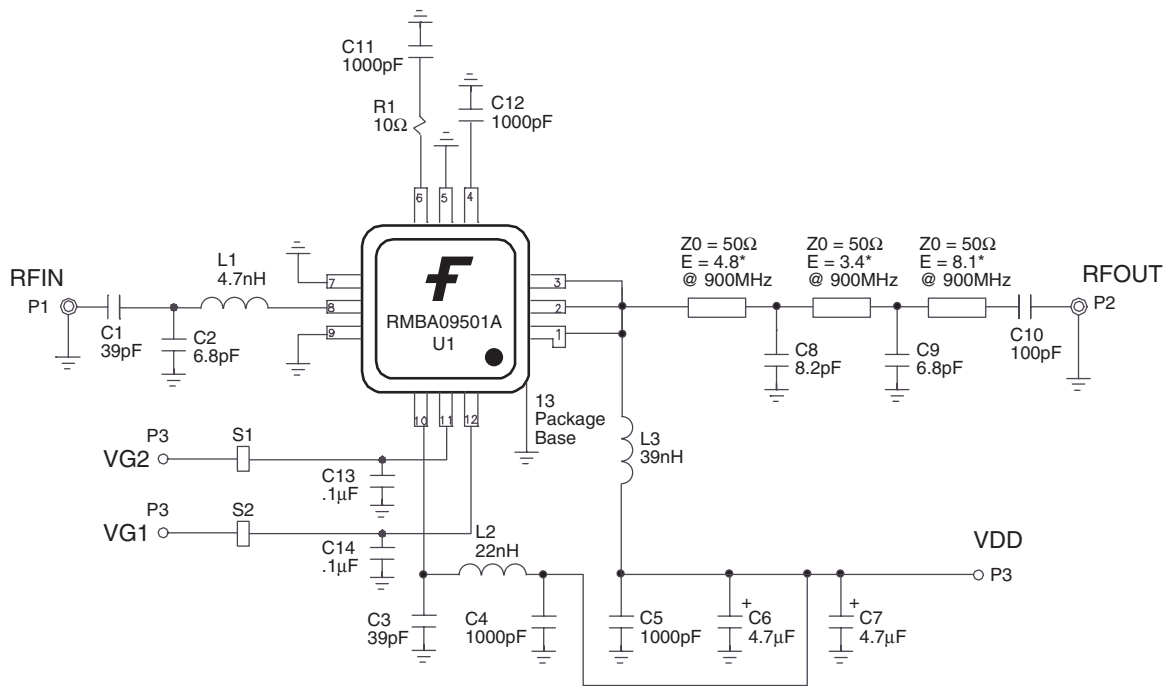 C11
1000pF
R1
10Ω
C12
1000pF
6
5
4
RFIN
P1
C1
39pF
C2
6.8pF
L1
4.7nH
7
8
9
RMBA09501A
U1
3
2
1
Z0 = 50Ω
E = 4.8*
@ 900MHz
Z0 = 50Ω
E = 3.4*
@ 900MHz
Z0 = 50Ω
E = 8.1*
@ 900MHz
RFOUT
P2
C8
8.2pF
C9
6.8pF
C10
100pF
10
11
12
13
Package
Base
L3
39nH
P3
VG2
S1
C13
.1µF
P3
VG1
S2
C14
.1µF
L2
22nH
VDD
P3
C3
39pF
C4
1000pF
C5
1000pF
+
C6
4.7µF
+
C7
4.7µF